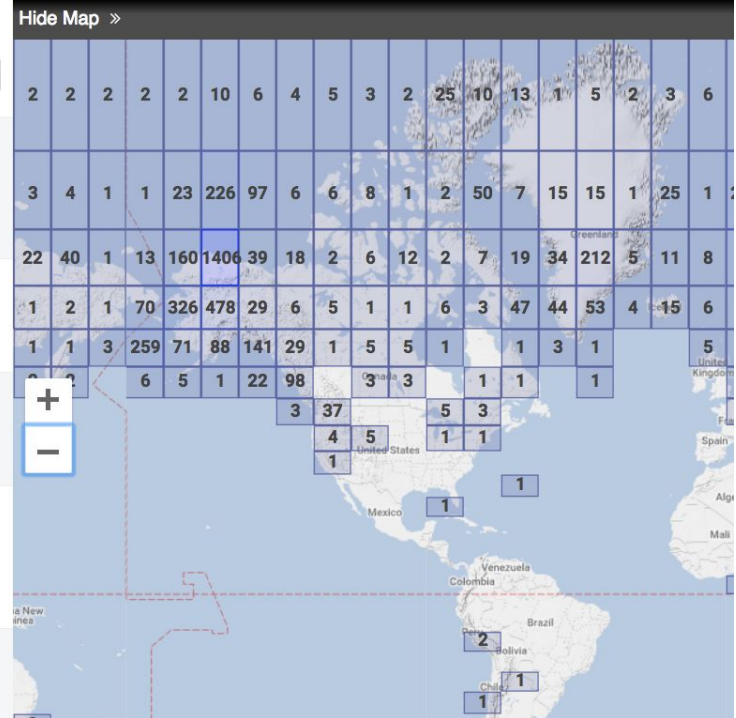 Hide Map »
2 2 2 2 2 10 6 4 5 3 2 25 10 13 1 5 2 3 6
3 4 1 1 23 226 97 6 6 8 1 2 50 7 15 15 1 25 1
Greenland
22 40 1 13 160 1406 39 18 2 6 12 2 7 19 34 212 5 11 8
1 2 1 70 326 478 29 6 5 1 1 6 3 47 44 53 4 15 6
1 1 3 259 71 88 141 29 1 5 5 1 1 3 1 5
United
Kingdom
6 5 1 22 98 Canada 3 3 1 1 1
+
3 37 5 3
4 5 1 1
United States
Spain
−
1
1
1
Alge
Mexico
Mali
Venezuela
Colombia
a New
inea
Brazil
Peru
2
Bolivia
1
Chile
1